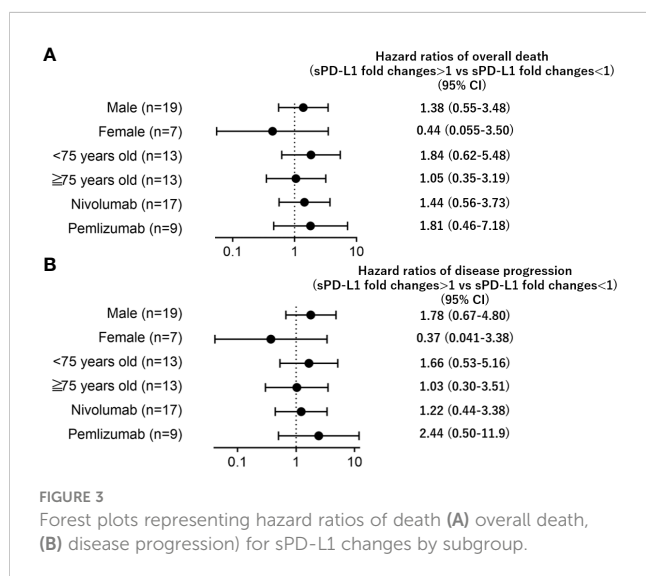 A
Hazard ratios of overall death
(sPD-L1 fold changes>1 vs sPD-L1 fold changes<1)
(95% CI)
Male (n=19) 1.38 (0.55-3.48)
Female (n=7) 0.44 (0.055-3.50)
<75 years old (n=13) 1.84 (0.62-5.48)
≧75 years old (n=13) 1.05 (0.35-3.19)
Nivolumab (n=17) 1.44 (0.56-3.73)
Pemlizumab (n=9) 1.81 (0.46-7.18)
0.1 1 10
B
Hazard ratios of disease progression
(sPD-L1 fold changes>1 vs sPD-L1 fold changes<1)
(95% CI)
Male (n=19) 1.78 (0.67-4.80)
Female (n=7) 0.37 (0.041-3.38)
<75 years old (n=13) 1.66 (0.53-5.16)
≧75 years old (n=13) 1.03 (0.30-3.51)
Nivolumab (n=17) 1.22 (0.44-3.38)
Pemlizumab (n=9) 2.44 (0.50-11.9)
0.1 1 10
FIGURE 3
Forest plots representing hazard ratios of death (A) overall death,
(B) disease progression) for sPD-L1 changes by subgroup.